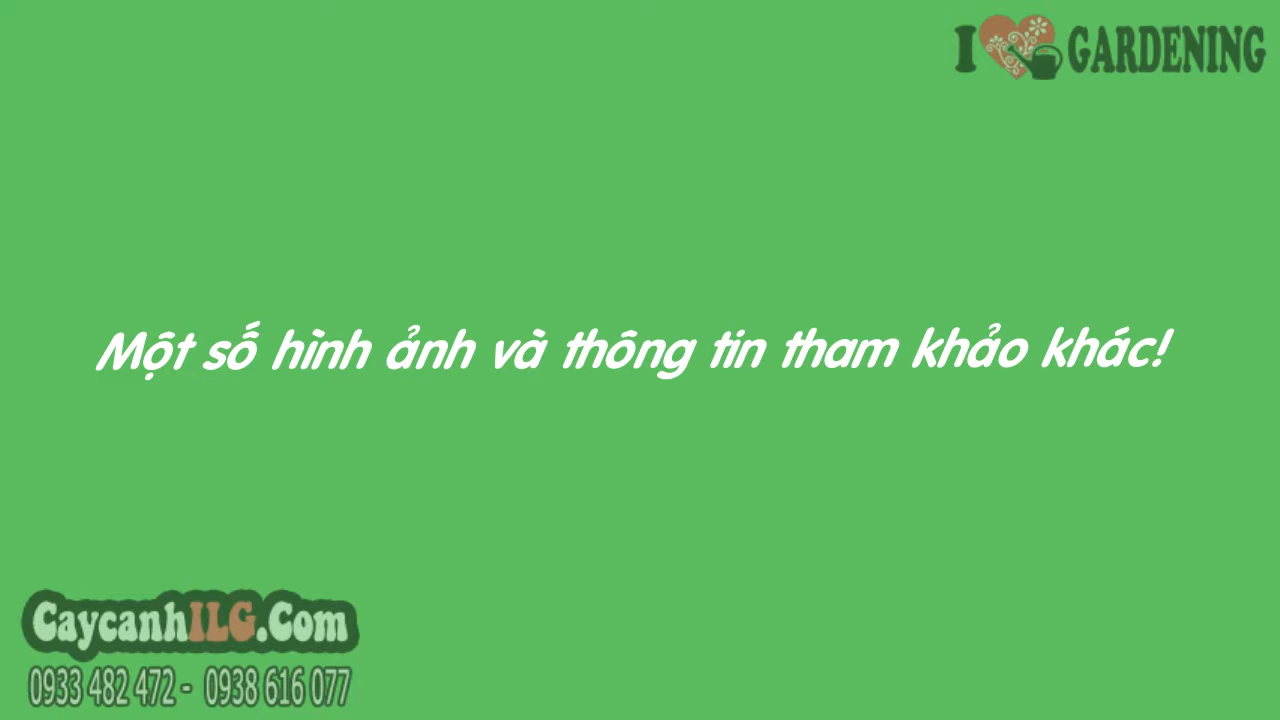 I GARDENING
Một số hình ảnh và thông tin tham khảo khác!
CaycanhILG.Com
0933 482 472 - 0938 616 077